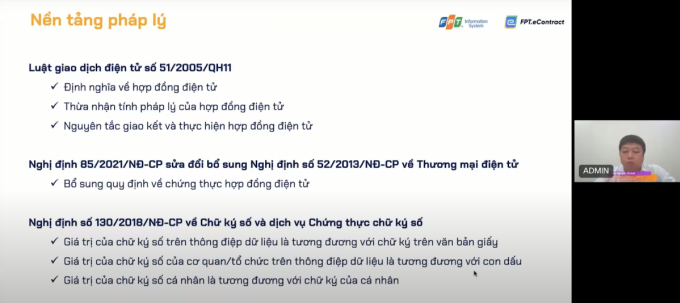 Nền tảng pháp lý
FPT Information System
FPT.eContract
Luật giao dịch điện tử số 51/2005/QH11
✓ Định nghĩa về hợp đồng điện tử
✓ Thừa nhận tính pháp lý của hợp đồng điện tử
✓ Nguyên tắc giao kết và thực hiện hợp đồng điện tử
Nghị định 85/2021/NĐ-CP sửa đổi bổ sung Nghị định số 52/2013/NĐ-CP về Thương mại điện tử
✓ Bổ sung quy định về chứng thực hợp đồng điện tử
Nghị định số 130/2018/NĐ-CP về Chữ ký số và dịch vụ Chứng thực chữ ký số
✓ Giá trị của chữ ký số trên thông điệp dữ liệu là tương đương với chữ ký trên văn bản giấy
✓ Giá trị của chữ ký số của cơ quan/tổ chức trên thông điệp dữ liệu là tương đương với con dấu
✓ Giá trị của chữ ký số cá nhân là tương đương với chữ ký của cá nhân
ADMIN